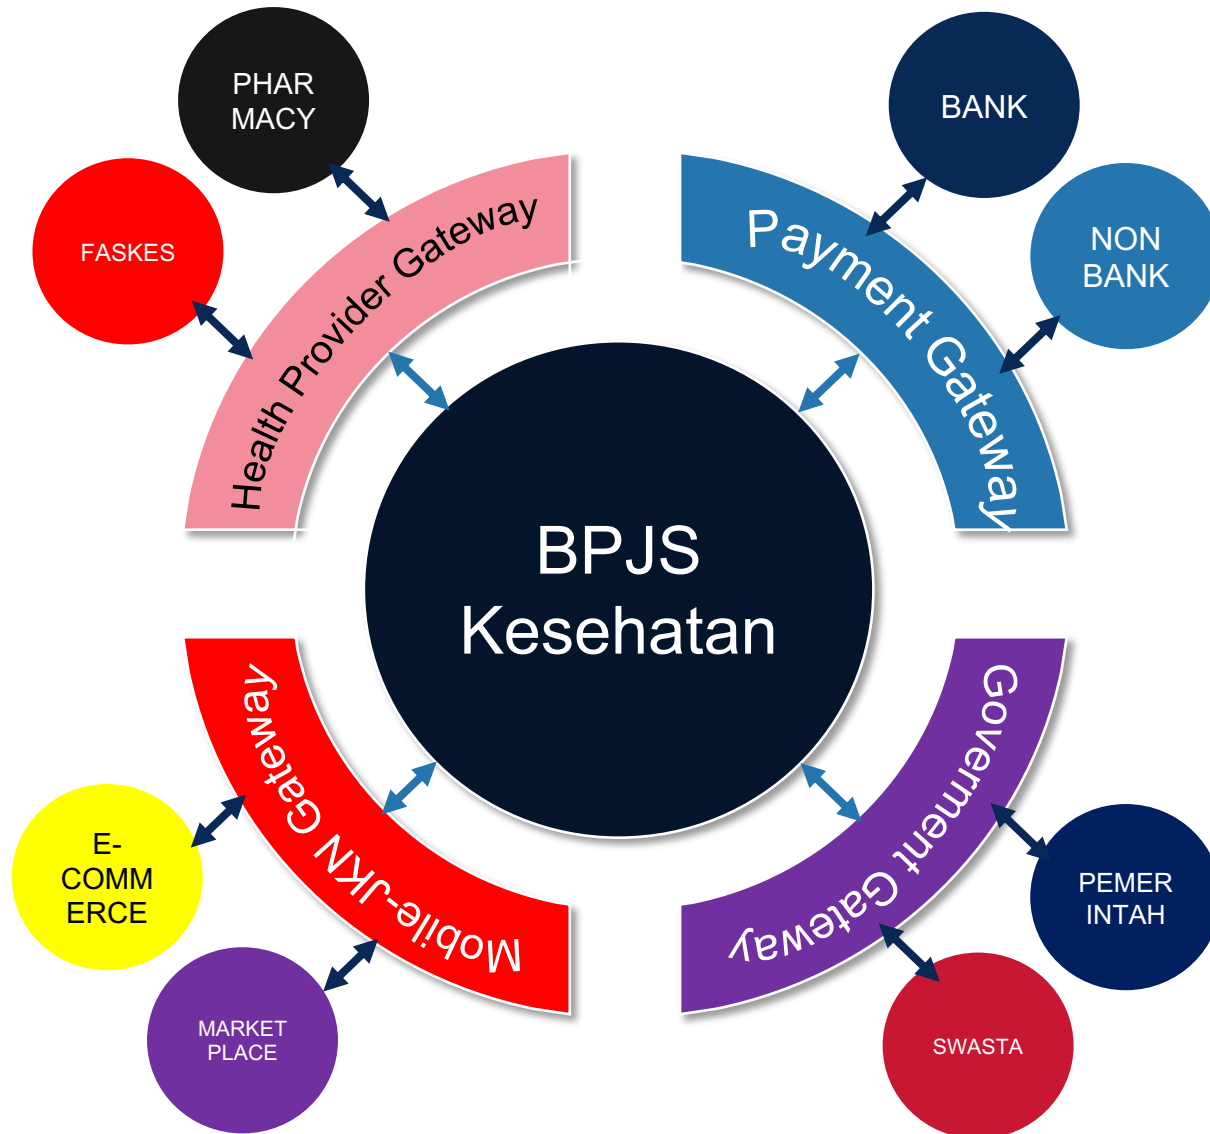 PHAR
MACY
FASKES
Health Provider Gateway
BANK
NON
BANK
Payment Gateway
BPJS
Kesehatan
Mobile-JKN Gateway
E-
COMM
ERCE
MARKET
PLACE
Goverment Gateway
PEMER
INTAH
SWASTA